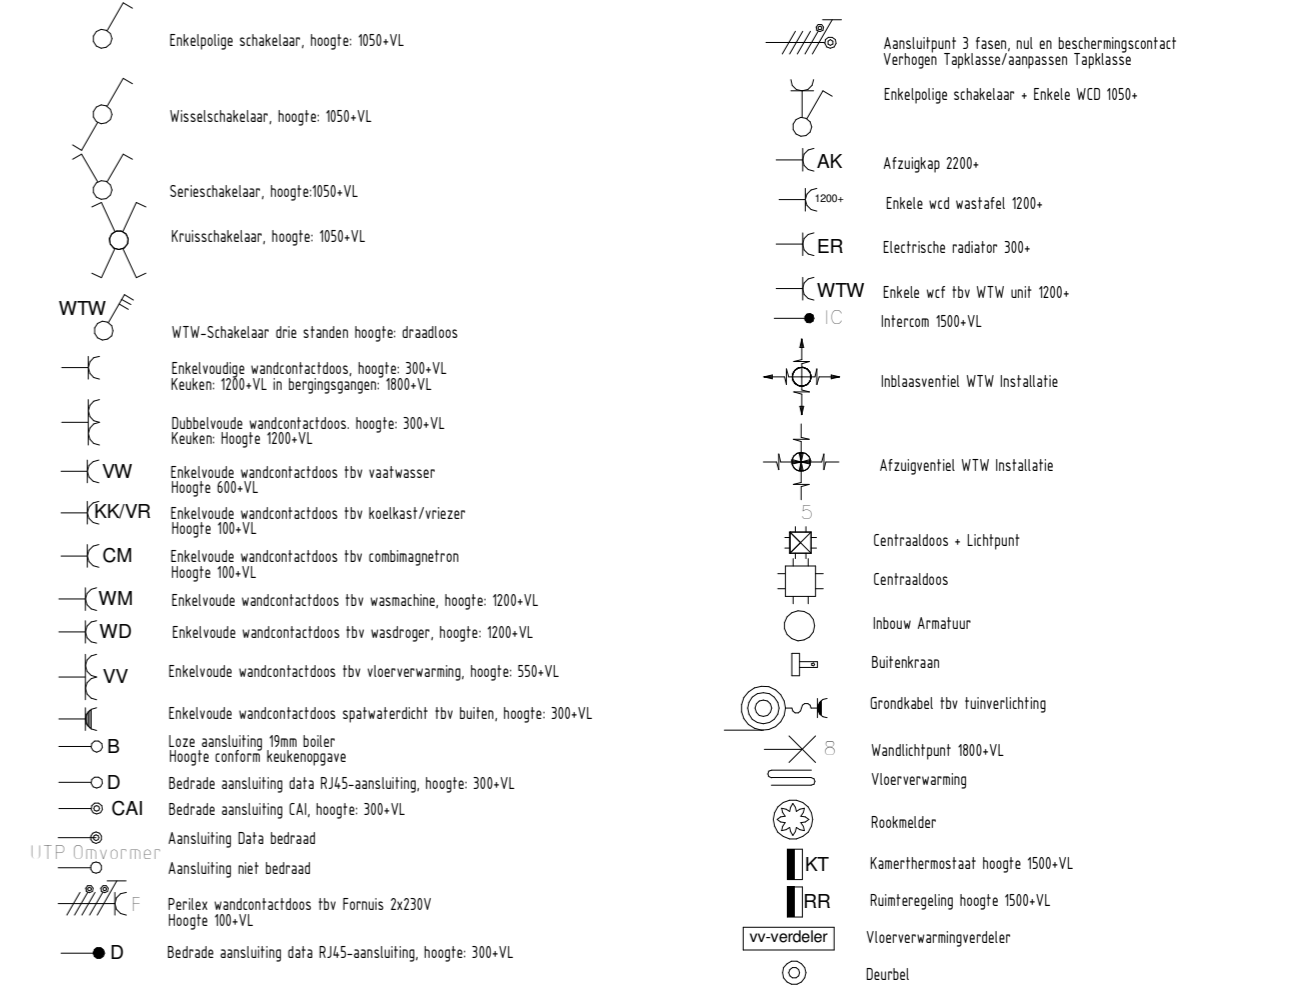 Enkelpolige schakelaar, hoogte: 1050+VL
Wisselschakelaar, hoogte: 1050+VL
Serieschakelaar, hoogte:1050+VL
Kruisschakelaar, hoogte: 1050+VL
WTW
WTW-Schakelaar drie standen hoogte: draadloos
Enkelvoudige wandcontactdoos, hoogte: 300+VL
Keuken: 1200+VL in bergingsgangen: 1800+VL
Dubbelvoude wandcontactdoos. hoogte: 300+VL
Keuken: Hoogte 1200+VL
VW
Enkelvoude wandcontactdoos tbv vaatwasser
Hoogte 600+VL
KK/VR
Enkelvoude wandcontactdoos tbv koelkast/vriezer
Hoogte 100+VL
CM
Enkelvoude wandcontactdoos tbv combimagnetron
Hoogte 100+VL
WM
Enkelvoude wandcontactdoos tbv wasmachine, hoogte: 1200+VL
WD
Enkelvoude wandcontactdoos tbv wasdroger, hoogte: 1200+VL
VV
Enkelvoude wandcontactdoos tbv vloerverwarming, hoogte: 550+VL
Enkelvoude wandcontactdoos spatwaterdicht tbv buiten, hoogte: 300+VL
B
Loze aansluiting 19mm boiler
Hoogte conform keukenopgave
D
Bedrade aansluiting data RJ45-aansluiting, hoogte: 300+VL
CAI
Bedrade aansluiting CAI, hoogte: 300+VL
Aansluiting Data bedraad
UTP Omvormer
Aansluiting niet bedraad
F
Perilex wandcontactdoos tbv Fornuis 2x230V
Hoogte 100+VL
D
Bedrade aansluiting data RJ45-aansluiting, hoogte: 300+VL
Aansluitpunt 3 fasen, nul en beschermingscontact
Verhogen Tapklasse/aanpassen Tapklasse
Enkelpolige schakelaar + Enkele WCD 1050+
AK
Afzuigkap 2200+
1200+
Enkele wcd wastafel 1200+
ER
Electrische radiator 300+
WTW
Enkele wcf tbv WTW unit 1200+
IC
Intercom 1500+VL
Inblaasventiel WTW Installatie
Afzuigventiel WTW Installatie
5
Centraaldoos + Lichtpunt
Centraaldoos
Inbouw Armatuur
Buitenkraan
Grondkabel tbv tuinverlichting
8
Wandlichtpunt 1800+VL
Vloerverwarming
Rookmelder
KT
Kamerthermostaat hoogte 1500+VL
RR
Ruimteregeling hoogte 1500+VL
vv-verdeler
Vloerverwarmingverdeler
Deurbel